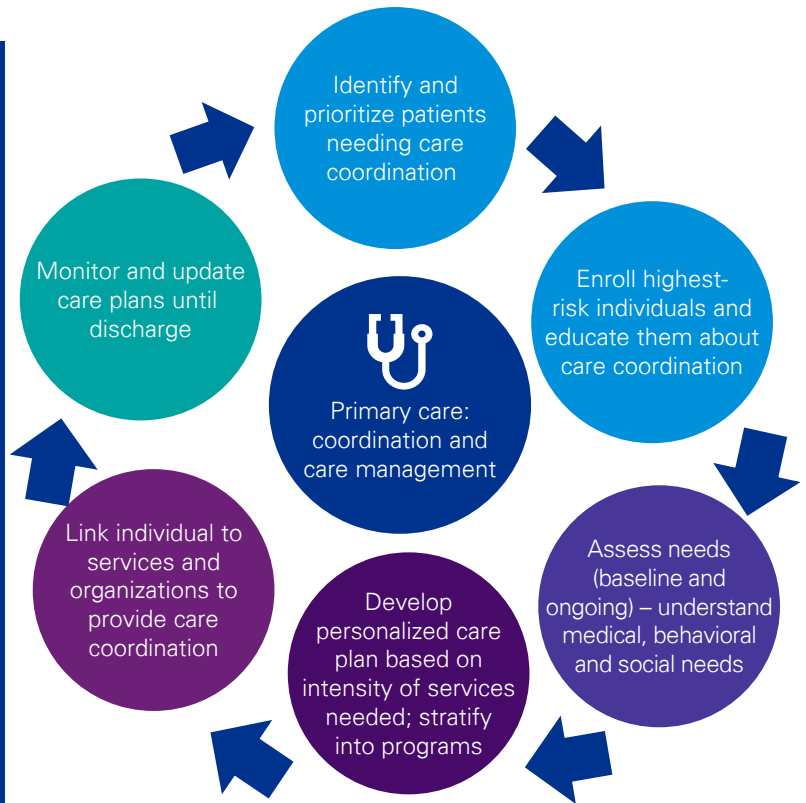 Identify and
prioritize patients
needing care
coordination
Enroll highest-
risk individuals and
educate them about
care coordination
Assess needs
(baseline and
ongoing) – understand
medical, behavioral
and social needs
Develop
personalized care
plan based on
intensity of services
needed; stratify
into programs
Link individual to
services and
organizations to
provide care
coordination
Monitor and update
care plans until
discharge
Primary care:
coordination and
care management